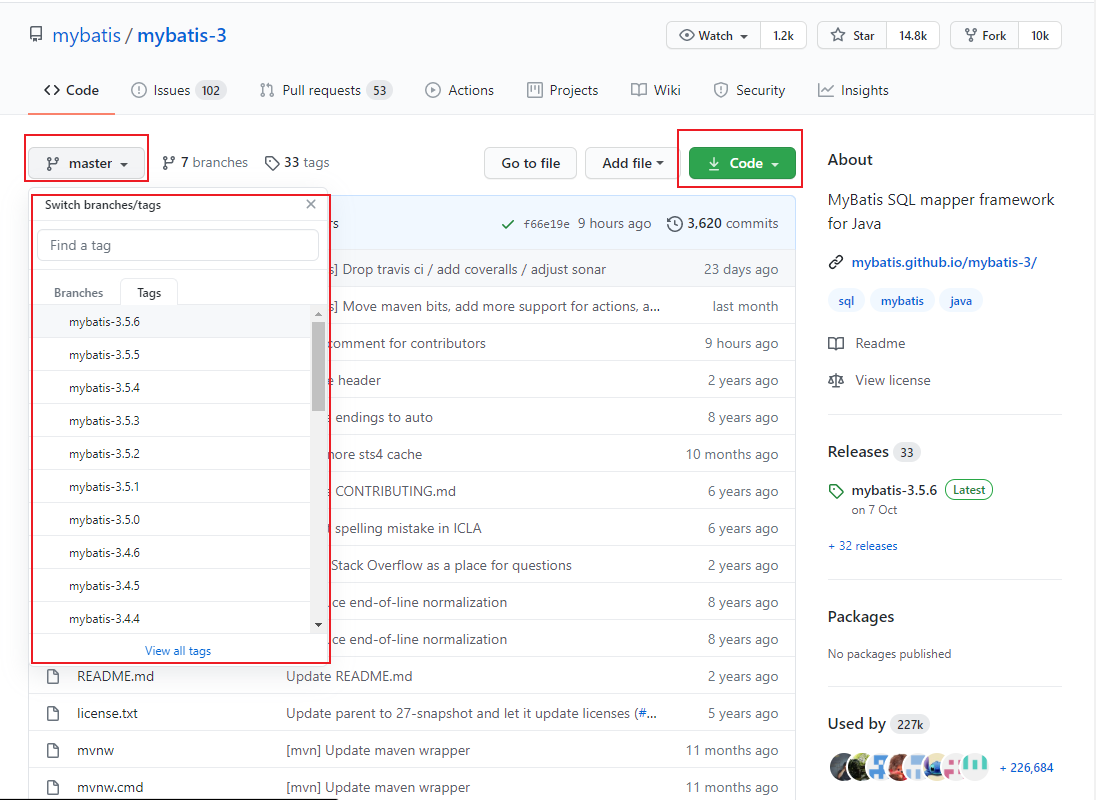 mybatis / mybatis-3
Watch 1.2k Star 14.8k Fork 10k
Code Issues 102 Pull requests 53 Actions Projects Wiki Security Insights
master 7 branches 33 tags Go to file Add file Code
Switch branches/tags
Find a tag
Branches Tags
mybatis-3.5.6
mybatis-3.5.5
mybatis-3.5.4
mybatis-3.5.3
mybatis-3.5.2
mybatis-3.5.1
mybatis-3.5.0
mybatis-3.4.6
mybatis-3.4.5
mybatis-3.4.4
View all tags
rs f66e19e 9 hours ago 3,620 commits
s] Drop travis ci / add coveralls / adjust sonar 23 days ago
s] Move maven bits, add more support for actions, a... last month
comment for contributors 9 hours ago
e header 2 years ago
endings to auto 8 years ago
nore sts4 cache 10 months ago
CONTRIBUTING.md 6 years ago
t spelling mistake in ICLA 6 years ago
Stack Overflow as a place for questions 2 years ago
ce end-of-line normalization 8 years ago
ce end-of-line normalization 8 years ago
README.md Update README.md 2 years ago
license.txt Update parent to 27-snapshot and let it update licenses (#... 5 years ago
mvnw [mvn] Update maven wrapper 11 months ago
mvnw.cmd [mvn] Update maven wrapper 11 months ago
About
MyBatis SQL mapper framework
for Java
mybatis.github.io/mybatis-3/
sql mybatis java
Readme
View license
Releases 33
mybatis-3.5.6 Latest
on 7 Oct
+ 32 releases
Packages
No packages published
Used by 227k
+ 226,684